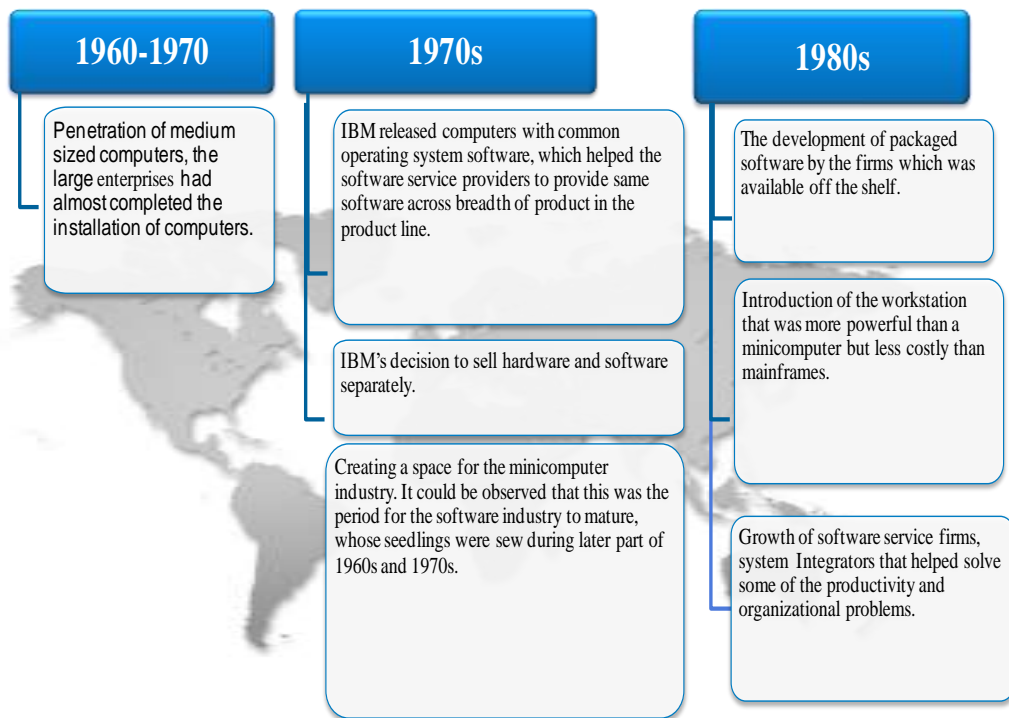 1960-1970
Penetration of medium
sized computers, the
large enterprises had
almost completed the
installation of computers.
1970s
IBM released computers with common
operating system software, which helped the
software service providers to provide same
software across breadth of product in the
product line.
IBM's decision to sell hardware and software
separately.
Creating a space for the minicomputer
industry. It could be observed that this was the
period for the software industry to mature,
whose seedlings were sew during later part of
1960s and 1970s.
1980s
The development of packaged
software by the firms which was
available off the shelf.
Introduction of the workstation
that was more powerful than a
minicomputer but less costly than
mainframes.
Growth of software service firms,
system Integrators that helped solve
some of the productivity and
organizational problems.